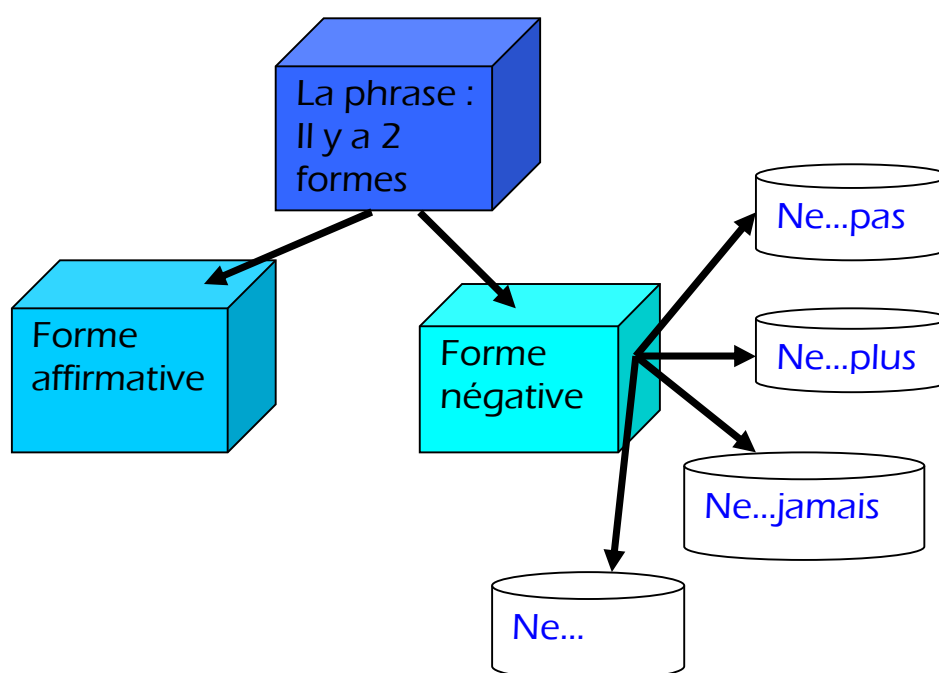 La phrase :
Il y a 2
formes
Forme
affirmative
Forme
négative
Ne...pas
Ne...plus
Ne...jamais
Ne...